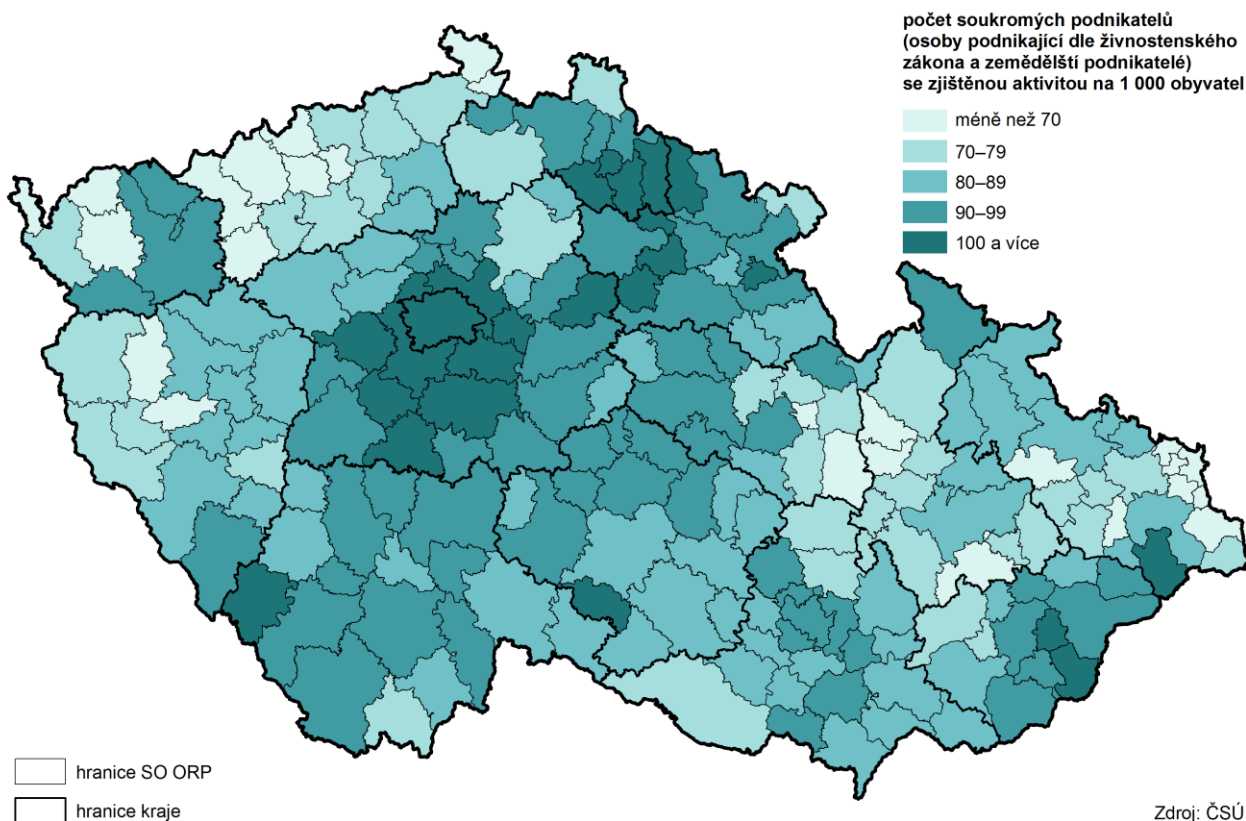 počet soukromých podnikatelů
(osoby podnikající dle živnostenského
zákona a zemědělští podnikatelé)
se zjištěnou aktivitou na 1 000 obyvatel
méně než 70
70–79
80–89
90–99
100 a více
hranice SO ORP
hranice kraje
Zdroj: ČSÚ